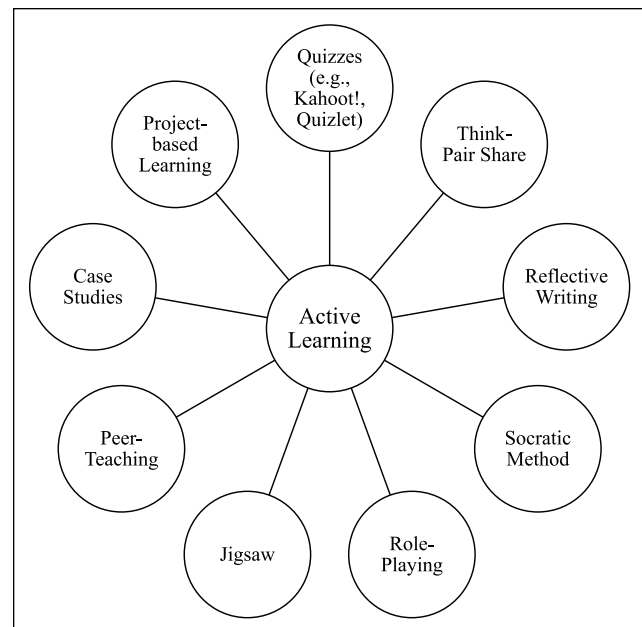 Quizzes
(e.g.,
Kahoot!,
Quizlet)
Think-
Pair Share
Reflective
Writing
Socratic
Method
Role-
Playing
Jigsaw
Peer-
Teaching
Case
Studies
Project-
based
Learning
Active
Learning